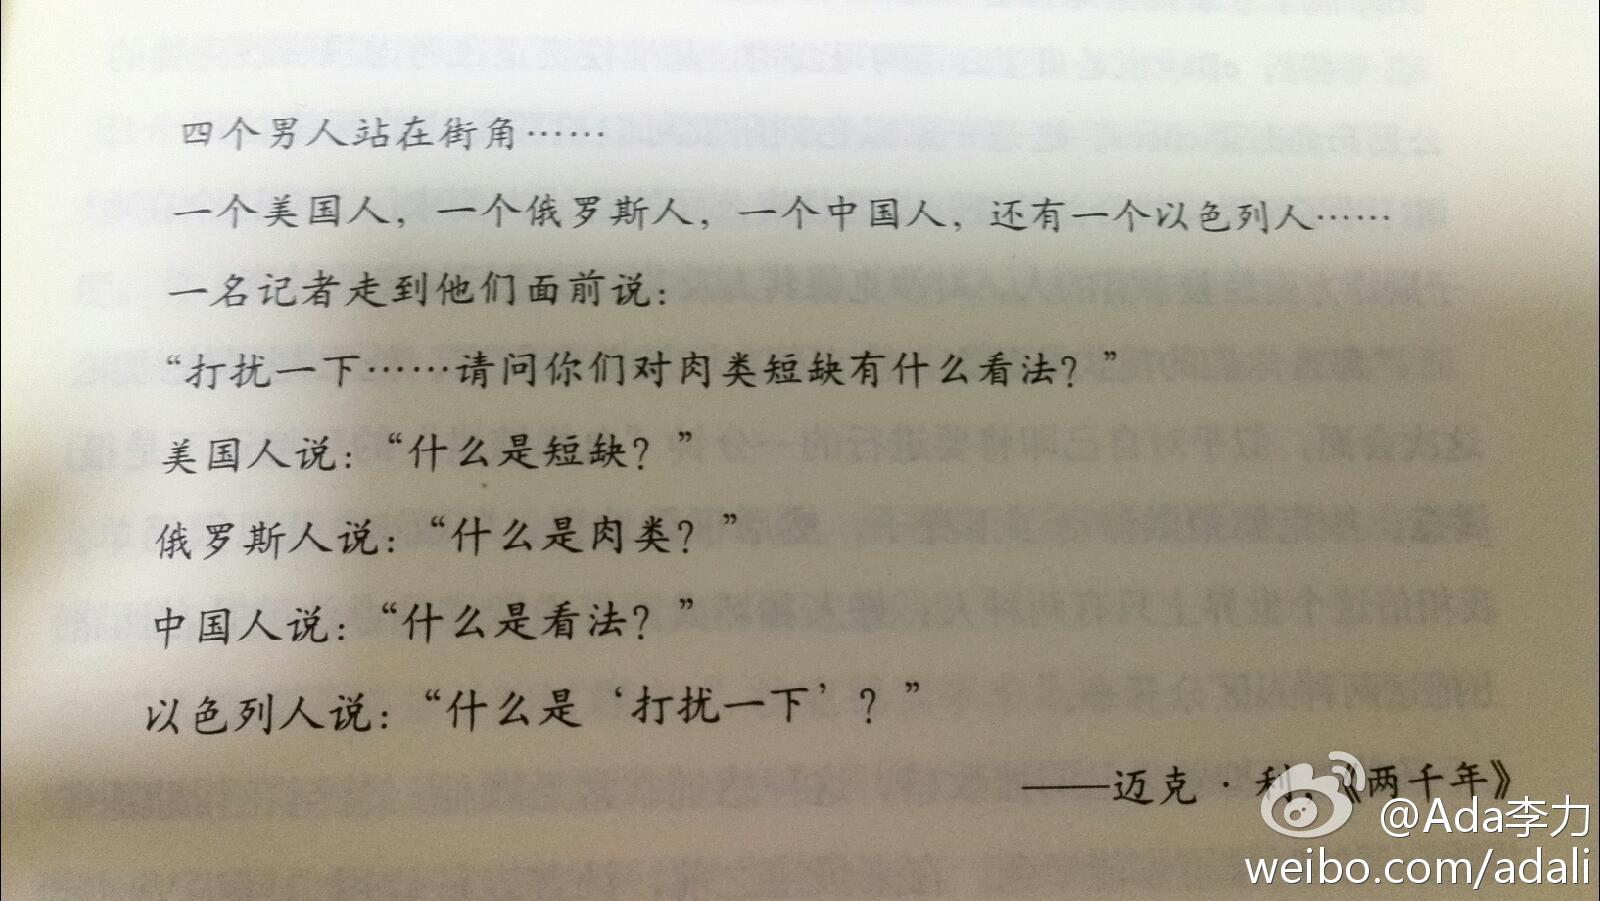 四个男人站在街角……
一个美国人，一个俄罗斯人，一个中国人，还有一个以色列人……
一名记者走到他们面前说：
“打扰一下……请问你们对肉类短缺有什么看法？”
美国人说：“什么是短缺？”
俄罗斯人说：“什么是肉类？”
中国人说：“什么是看法？”
以色列人说：“什么是‘打扰一下’？”
——迈克·利，《两千年》
@Ada李力
weibo.com/adali